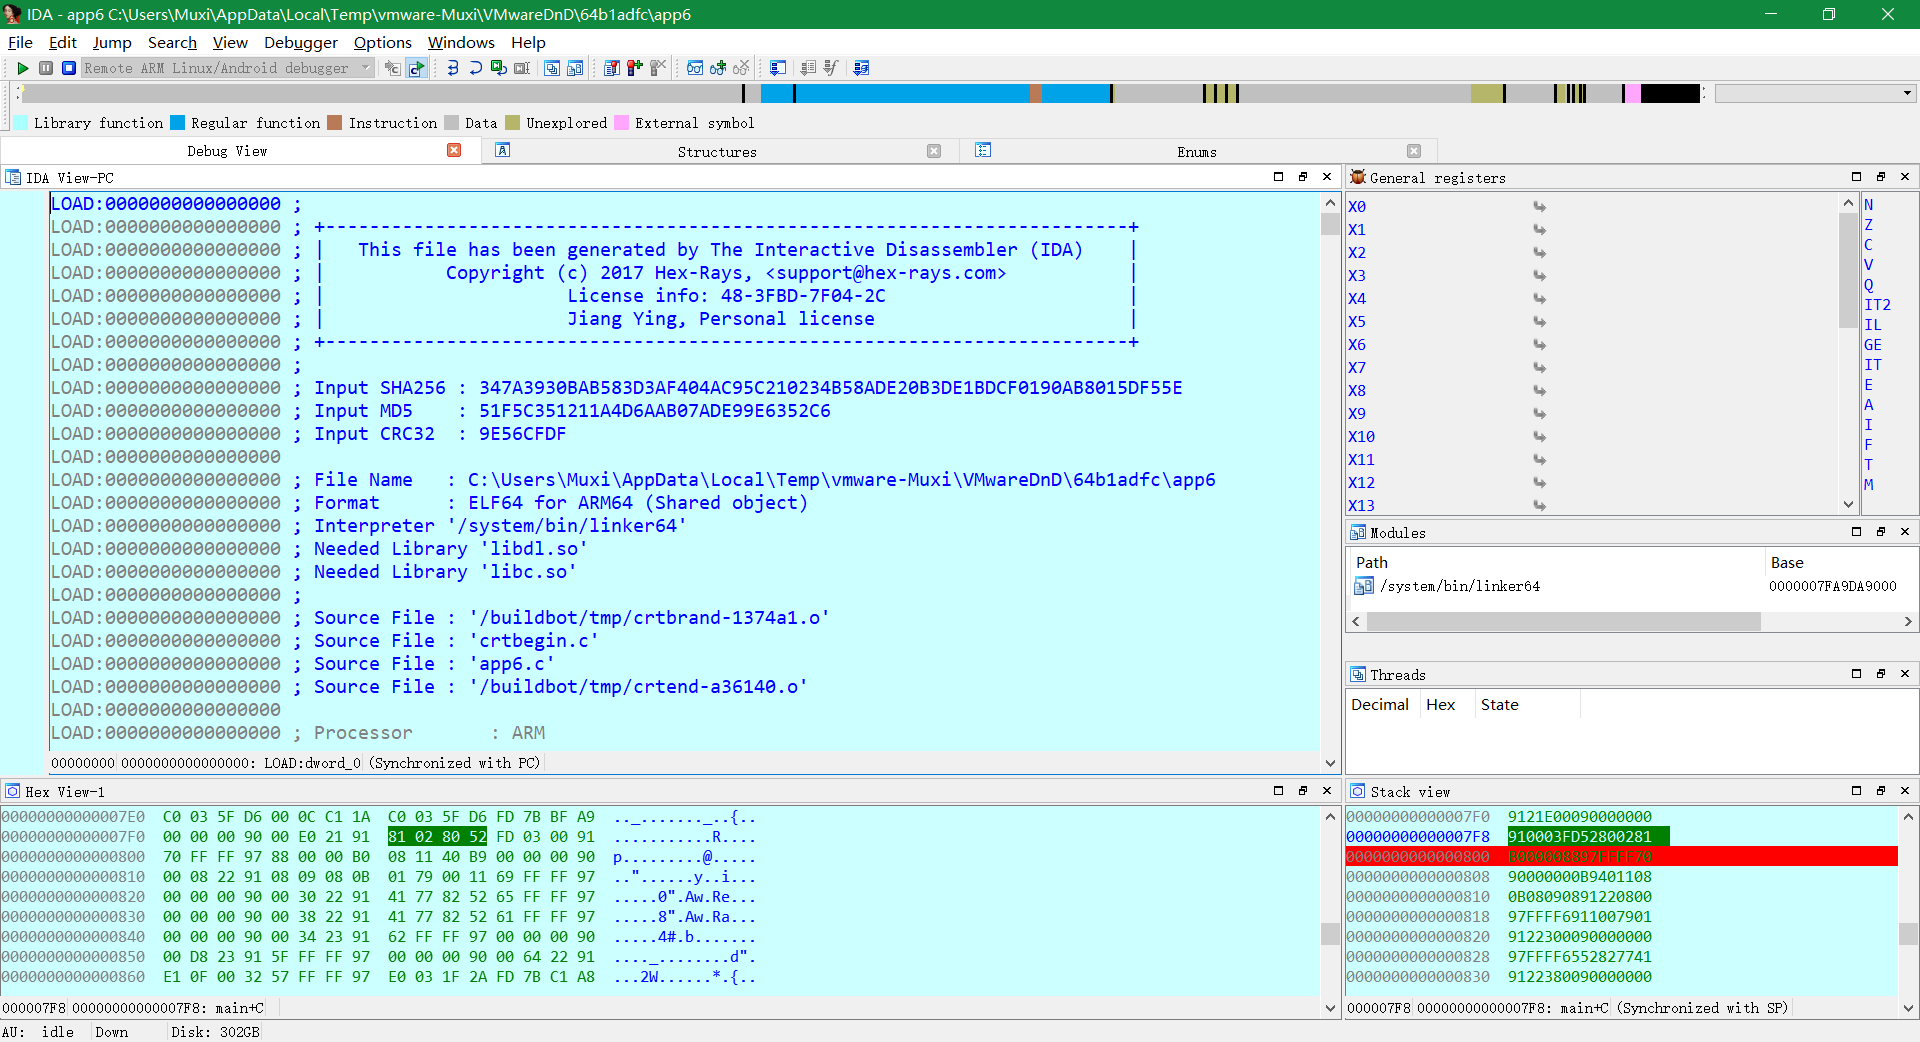 IDA - app6 C:\Users\Muxi\AppData\Local\Temp\vmware-Muxi\VMwareDnD\64b1adfc\app6
File Edit Jump Search View Debugger Options Windows Help
Remote ARM Linux/Android debugger
Library function Regular function Instruction Data Unexplored External symbol
Debug View Structures Enums
IDA View-PC
LOAD:0000000000000000 ;
LOAD:0000000000000000 ; +-------------------------------------------------------------------------+
LOAD:0000000000000000 ; | This file has been generated by The Interactive Disassembler (IDA) |
LOAD:0000000000000000 ; | Copyright (c) 2017 Hex-Rays, <support@hex-rays.com> |
LOAD:0000000000000000 ; | License info: 48-3FBD-7F04-2C |
LOAD:0000000000000000 ; | Jiang Ying, Personal license |
LOAD:0000000000000000 ; +-------------------------------------------------------------------------+
LOAD:0000000000000000 ;
LOAD:0000000000000000 ; Input SHA256 : 347A3930BAB583D3AF404AC95C210234B58ADE20B3DE1BDCF0190AB8015DF55E
LOAD:0000000000000000 ; Input MD5 : 51F5C351211A4D6AAB07ADE99E6352C6
LOAD:0000000000000000 ; Input CRC32 : 9E56CFDF
LOAD:0000000000000000
LOAD:0000000000000000 ; File Name : C:\Users\Muxi\AppData\Local\Temp\vmware-Muxi\VMwareDnD\64b1adfc\app6
LOAD:0000000000000000 ; Format : ELF64 for ARM64 (Shared object)
LOAD:0000000000000000 ; Interpreter '/system/bin/linker64'
LOAD:0000000000000000 ; Needed Library 'libdl.so'
LOAD:0000000000000000 ; Needed Library 'libc.so'
LOAD:0000000000000000 ;
LOAD:0000000000000000 ; Source File : '/buildbot/tmp/crtbrand-1374a1.o'
LOAD:0000000000000000 ; Source File : 'crtbegin.c'
LOAD:0000000000000000 ; Source File : 'app6.c'
LOAD:0000000000000000 ; Source File : '/buildbot/tmp/crtend-a36140.o'
LOAD:0000000000000000
LOAD:0000000000000000 ; Processor : ARM
00000000 0000000000000000: LOAD:dword_0 (Synchronized with PC)
General registers
X0
X1
X2
X3
X4
X5
X6
X7
X8
X9
X10
X11
X12
X13
N
Z
C
V
Q
IT2
IL
GE
IT
E
A
I
F
T
M
Modules
Path Base
/system/bin/linker64 0000007FA9DA9000
Threads
Decimal Hex State
Hex View-1
00000000000007E0 C0 03 5F D6 00 0C C1 1A C0 03 5F D6 FD 7B BF A9 .._......._..{..
00000000000007F0 00 00 00 90 00 E0 21 91 81 02 80 52 FD 03 00 91 ...........R....
0000000000000800 70 FF FF 97 88 00 00 B0 08 11 40 B9 00 00 00 90 p.........@.....
0000000000000810 00 08 22 91 08 09 08 0B 01 79 00 11 69 FF FF 97 .."......y..i...
0000000000000820 00 00 00 90 00 30 22 91 41 77 82 52 65 FF FF 97 .....0".Aw.Re...
0000000000000830 00 00 00 90 00 38 22 91 41 77 82 52 61 FF FF 97 .....8".Aw.Ra...
0000000000000840 00 00 00 90 00 34 23 91 62 FF FF 97 00 00 00 90 .....4#.b.......
0000000000000850 00 D8 23 91 5F FF FF 97 00 00 00 90 00 64 22 91 ..#._........d".
0000000000000860 E1 0F 00 32 57 FF FF 97 E0 03 1F 2A FD 7B C1 A8 ...2W......*.{..
000007F8 00000000000007F8: main+C
Stack view
00000000000007F0 9121E00090000000
00000000000007F8 910003FD52800281
0000000000000800 B000008897FFFF70
0000000000000808 90000000B9401108
0000000000000810 0B08090891220800
0000000000000818 97FFFF6911007901
0000000000000820 9122300090000000
0000000000000828 97FFFF6552827741
0000000000000830 9122380090000000
000007F8 00000000000007F8: main+C (Synchronized with SP)
AU: idle Down Disk: 302GB